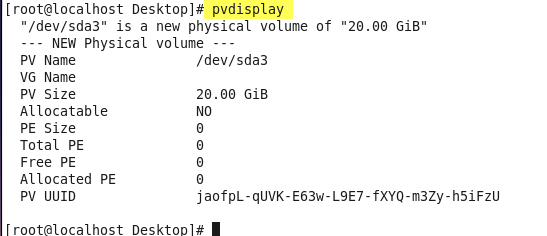 [root@localhost Desktop]# pvdisplay
"/dev/sda3" is a new physical volume of "20.00 GiB"
--- NEW Physical volume ---
PV Name /dev/sda3
VG Name
PV Size 20.00 GiB
Allocatable NO
PE Size 0
Total PE 0
Free PE 0
Allocated PE 0
PV UUID jaofpL-qUVK-E63w-L9E7-fXYQ-m3Zy-h5iFzU
[root@localhost Desktop]#